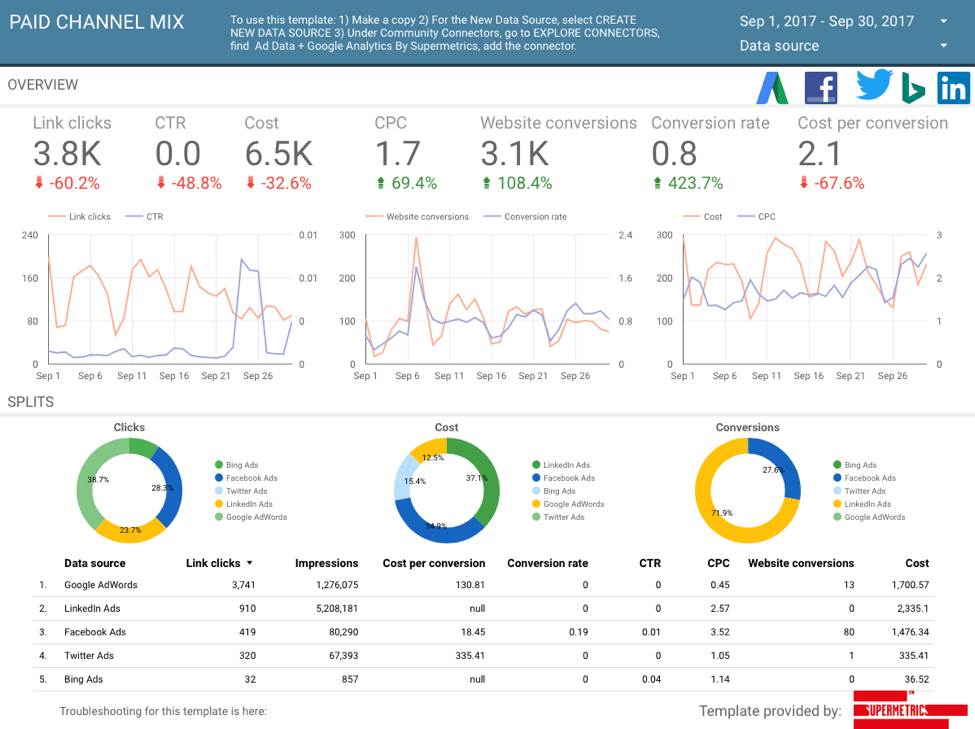 PAID CHANNEL MIX
To use this template: 1) Make a copy 2) For the New Data Source, select CREATE
NEW DATA SOURCE 3) Under Community Connectors, go to EXPLORE CONNECTORS,
find Ad Data + Google Analytics By Supermetrics, add the connector.
Sep 1, 2017 - Sep 30, 2017
Data source
OVERVIEW
f
in
Link clicks CTR Cost CPC Website conversions Conversion rate Cost per conversion
3.8K 0.0 6.5K 1.7 3.1K 0.8 2.1
-60.2% -48.8% -32.6% 69.4% 108.4% 423.7% -67.6%
Link clicks CTR
240 0.01
160 0.01
80 0
0 0
Sep 1 Sep 6 Sep 11 Sep 16 Sep 21 Sep 26
Website conversions Conversion rate
300 2.4
200 1.6
100 0.8
0 0
Sep 1 Sep 6 Sep 11 Sep 16 Sep 21 Sep 26
Cost CPC
300 3
200 2
100 1
0 0
Sep 1 Sep 6 Sep 11 Sep 16 Sep 21 Sep 26
SPLITS
Clicks
38.7%
28.3%
23.7%
Bing Ads
Facebook Ads
Twitter Ads
LinkedIn Ads
Google AdWords
Cost
12.5%
15.4%
37.1%
34.9%
LinkedIn Ads
Facebook Ads
Bing Ads
Google AdWords
Twitter Ads
Conversions
27.6%
71.9%
Bing Ads
Facebook Ads
Twitter Ads
LinkedIn Ads
Google AdWords
Data source Link clicks Impressions Cost per conversion Conversion rate CTR CPC Website conversions Cost
1. Google AdWords 3,741 1,276,075 130.81 0 0 0.45 13 1,700.57
2. LinkedIn Ads 910 5,208,181 null 0 0 2.57 0 2,335.1
3. Facebook Ads 419 80,290 18.45 0.19 0.01 3.52 80 1,476.34
4. Twitter Ads 320 67,393 335.41 0 0 1.05 1 335.41
5. Bing Ads 32 857 null 0 0.04 1.14 0 36.52
Troubleshooting for this template is here:
Template provided by:
SUPERMETRICS